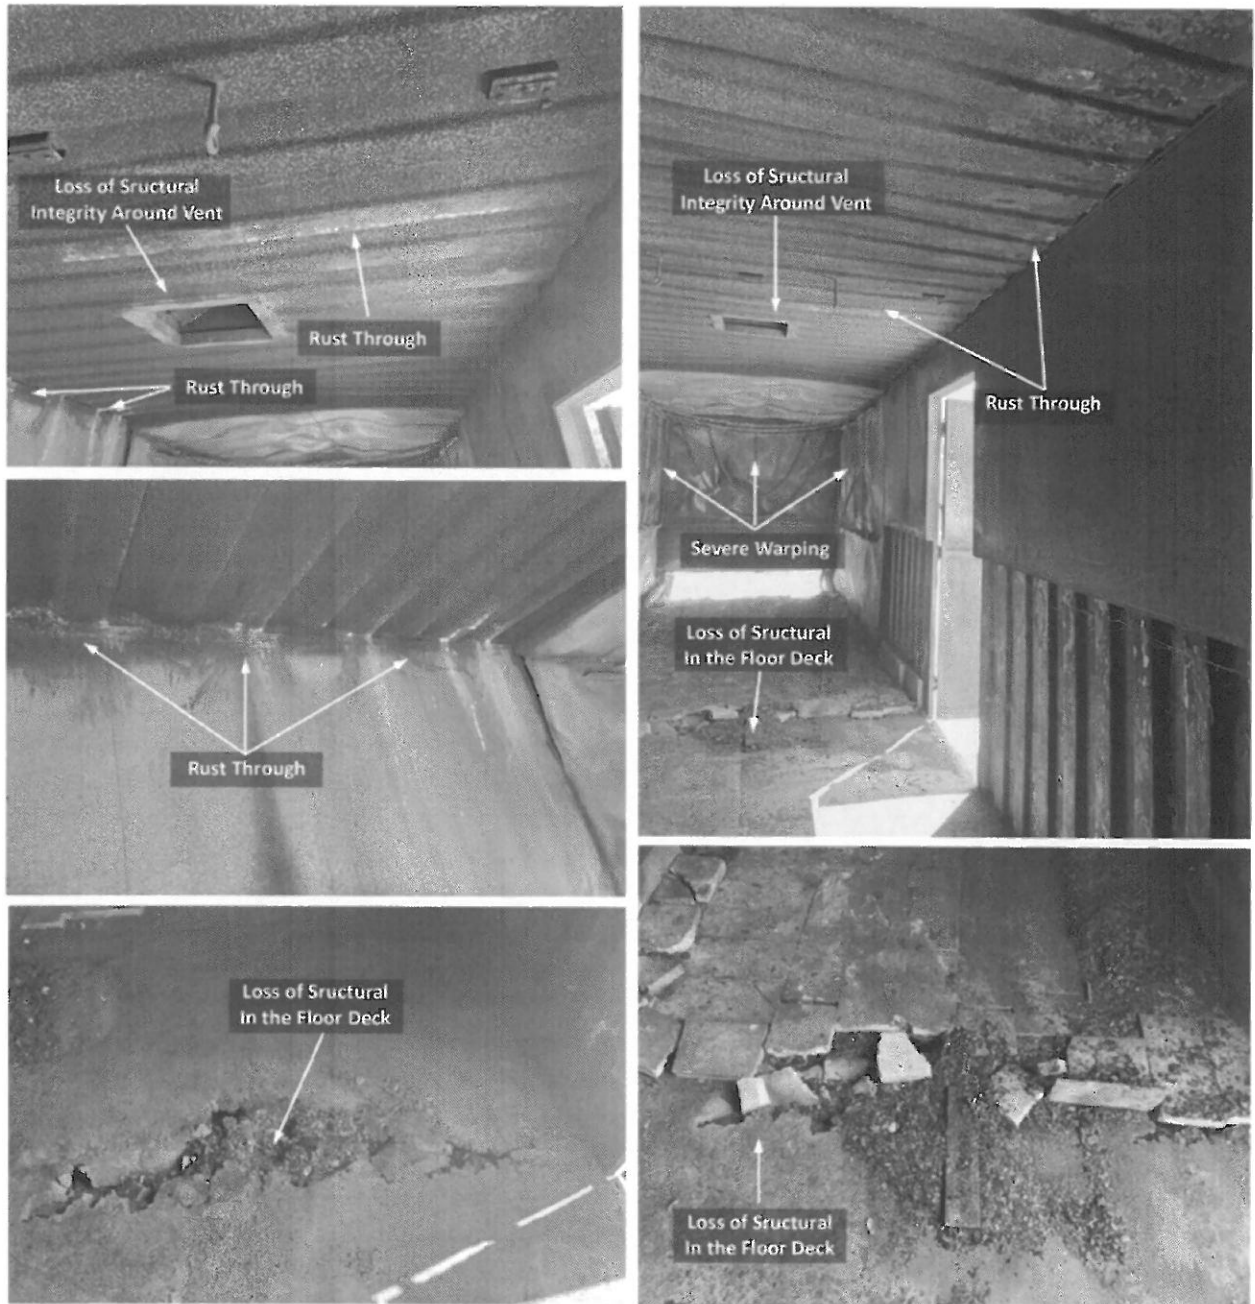 Loss of Sructural
Integrity Around Vent
Rust Through
Rust Through
Rust Through
Loss of Sructural
In the Floor Deck
Loss of Sructural
Integrity Around Vent
Rust Through
Severe Warping
Loss of Sructural
In the Floor Deck
Loss of Sructural
In the Floor Deck